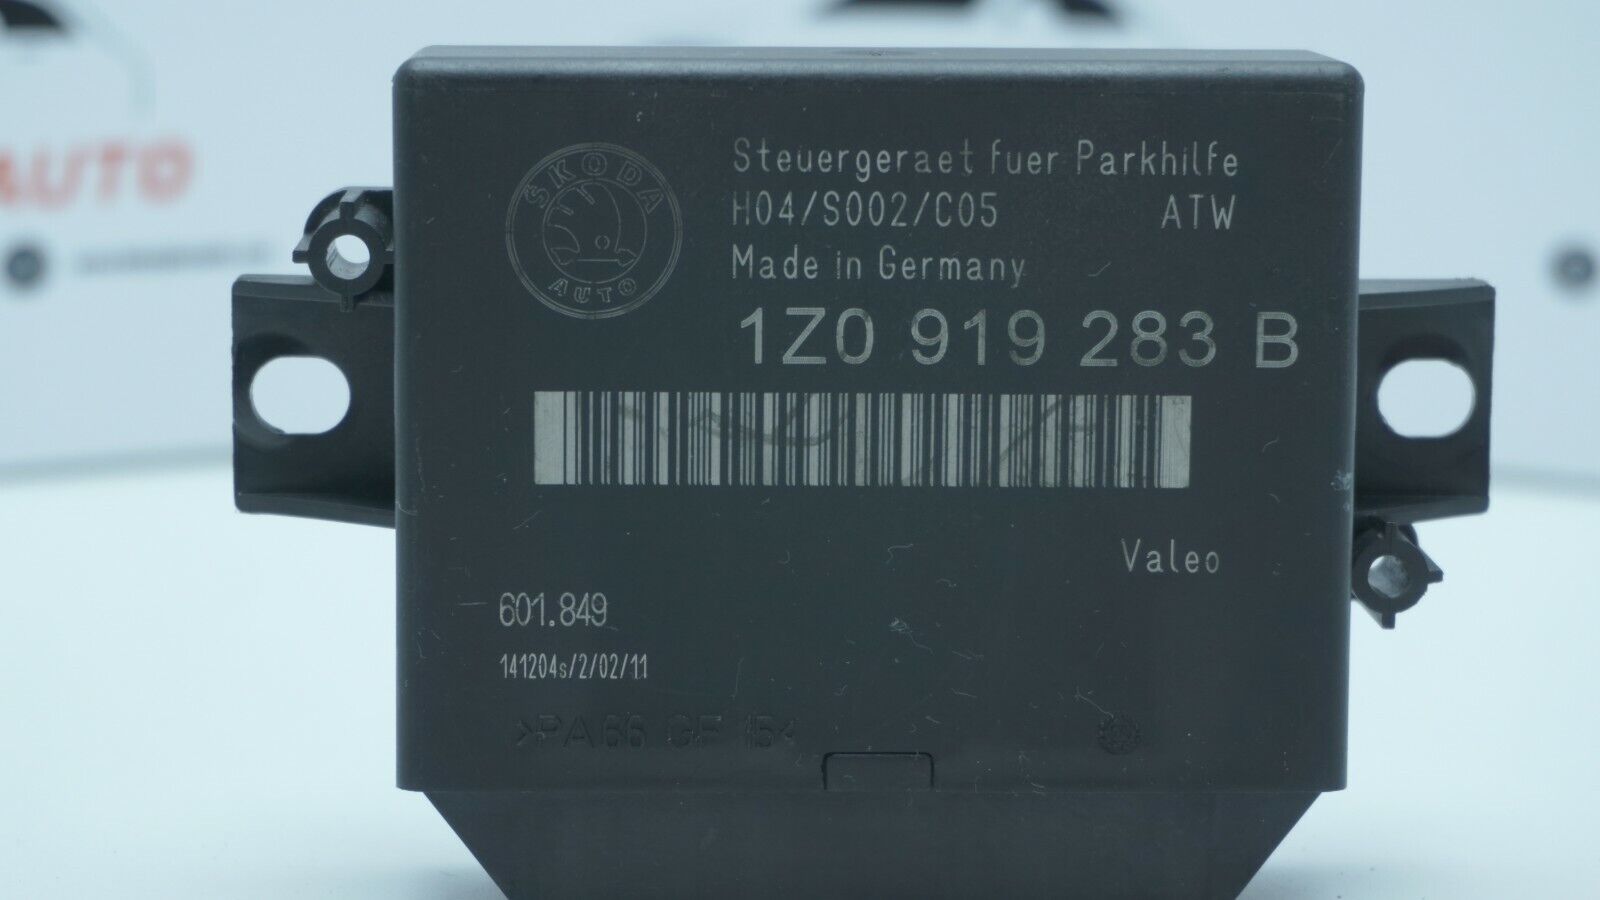 AUTO
ŠKODA
AUTO
Steuergeraet fuer Parkhilfe
H04/S002/C05 ATW
Made in Germany
1Z0 919 283 B
Valeo
601.849
141204s/2/02/11
>PA66 GF 15<